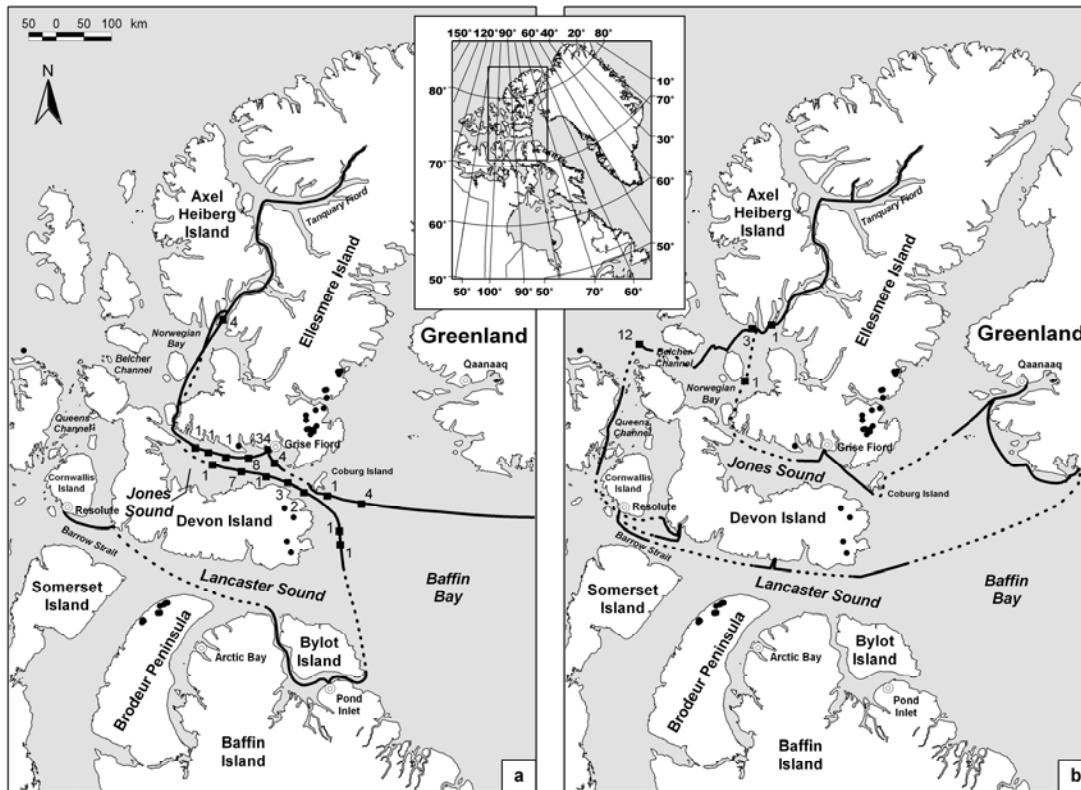 50 0 50 100 km
N
Axel
Heiberg
Island
Tanquary Fiord
Ellesmere Island
Norwegian
Bay
4
Belcher
Channel
Greenland
Qaanaaq
Queens
Channel
1
1
1
34
Grise Fiord
4
8
Coburg Island
Cornwallis
Island
Jones
Sound
1
7
1
3
1
4
Resolute
Devon Island
2
1
1
Barrow Strait
Lancaster Sound
Baffin
Bay
Somerset
Island
Brodeur Peninsula
Bylot
Island
Arctic Bay
Pond
Inlet
Baffin
Island
a
150° 120° 90° 60° 40° 20° 80°
80°
10°
70°
70°
30°
60°
60°
50°
50°
50° 100° 90° 50° 70° 60°
Axel
Heiberg
Island
Tanquary Fiord
Ellesmere Island
12
3
1
Belcher
Channel
Norwegian
Bay
1
Greenland
Qaanaaq
Queens
Channel
Grise Fiord
Cornwallis
Island
Jones Sound
Coburg Island
Resolute
Devon Island
Barrow Strait
Lancaster Sound
Baffin
Bay
Somerset
Island
Brodeur Peninsula
Bylot
Island
Arctic Bay
Pond
Inlet
Baffin
Island
b